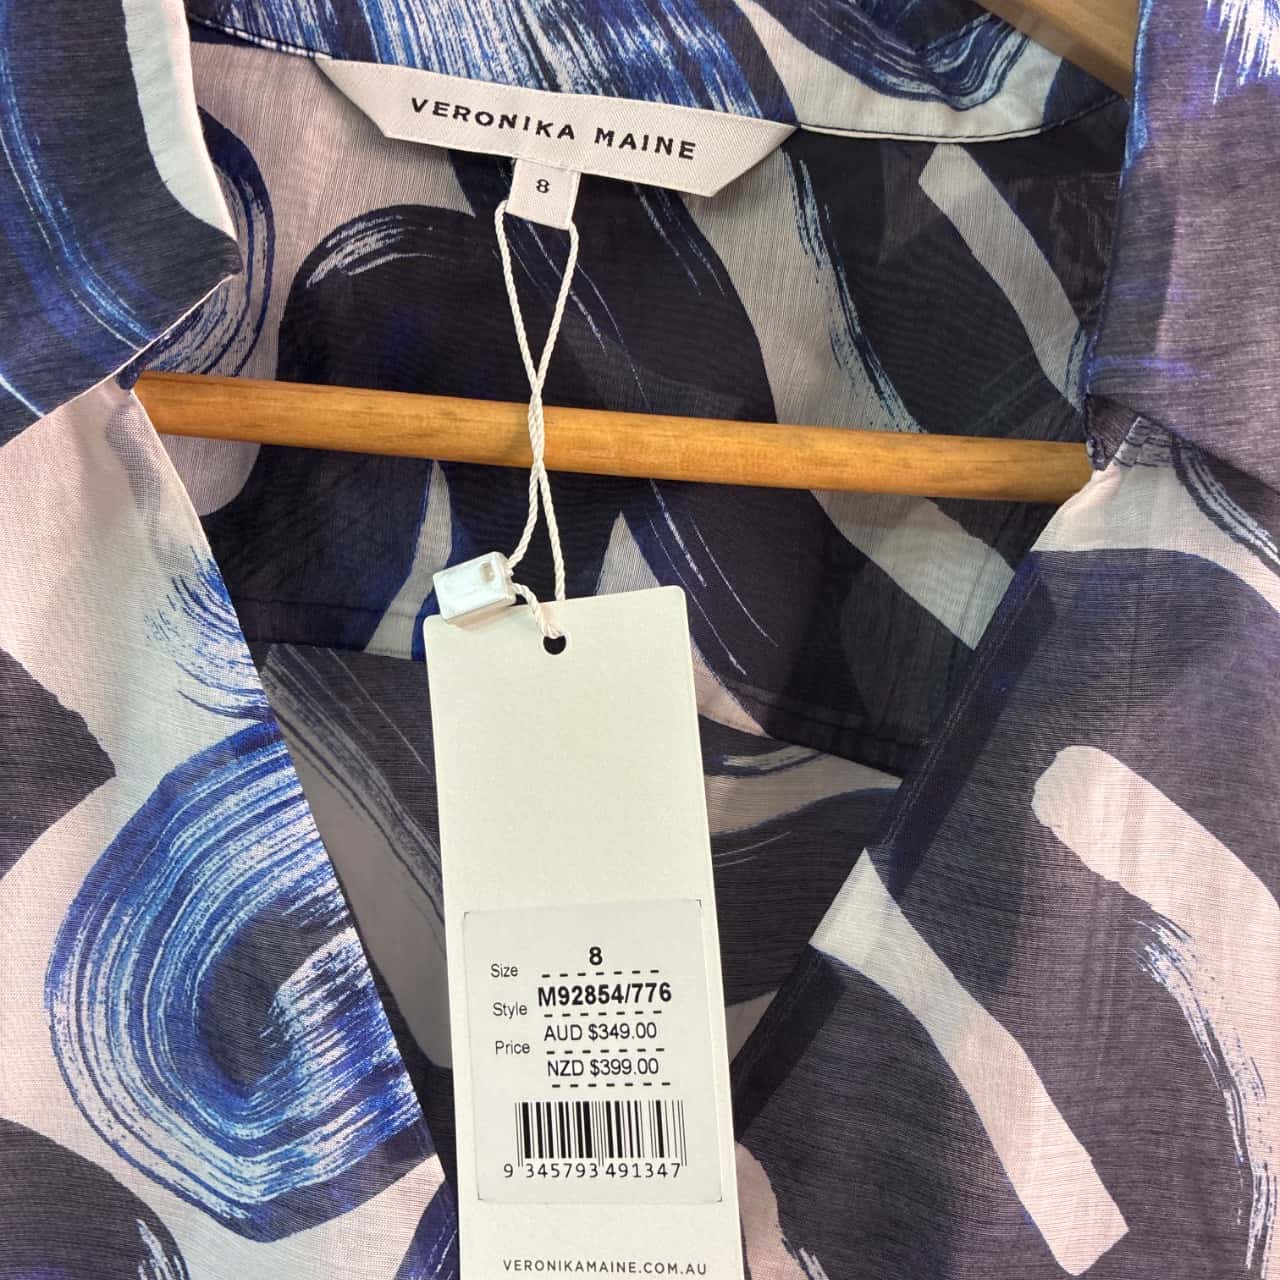 VERONIKA MAINE
8
Size 8
Style M92854/776
Price AUD $349.00
NZD $399.00
9 345793 491347
VERONIKAMAINE.COM.AU